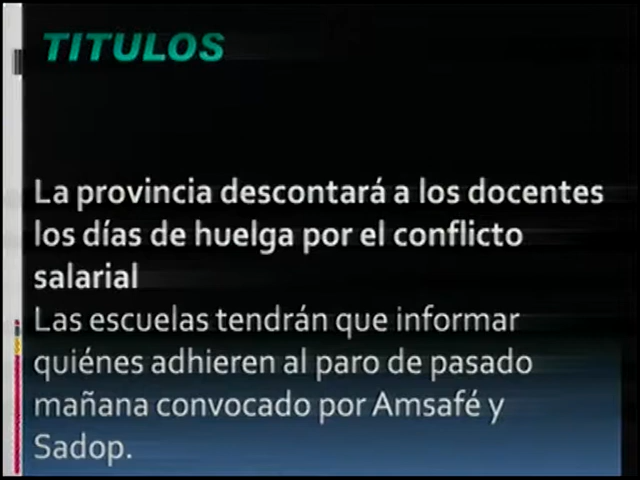 TITULOS
La provincia descontará a los docentes
los días de huelga por el conflicto
salarial
Las escuelas tendrán que informar
quiénes adhieren al paro de pasado
mañana convocado por Amsafé y
Sadop.